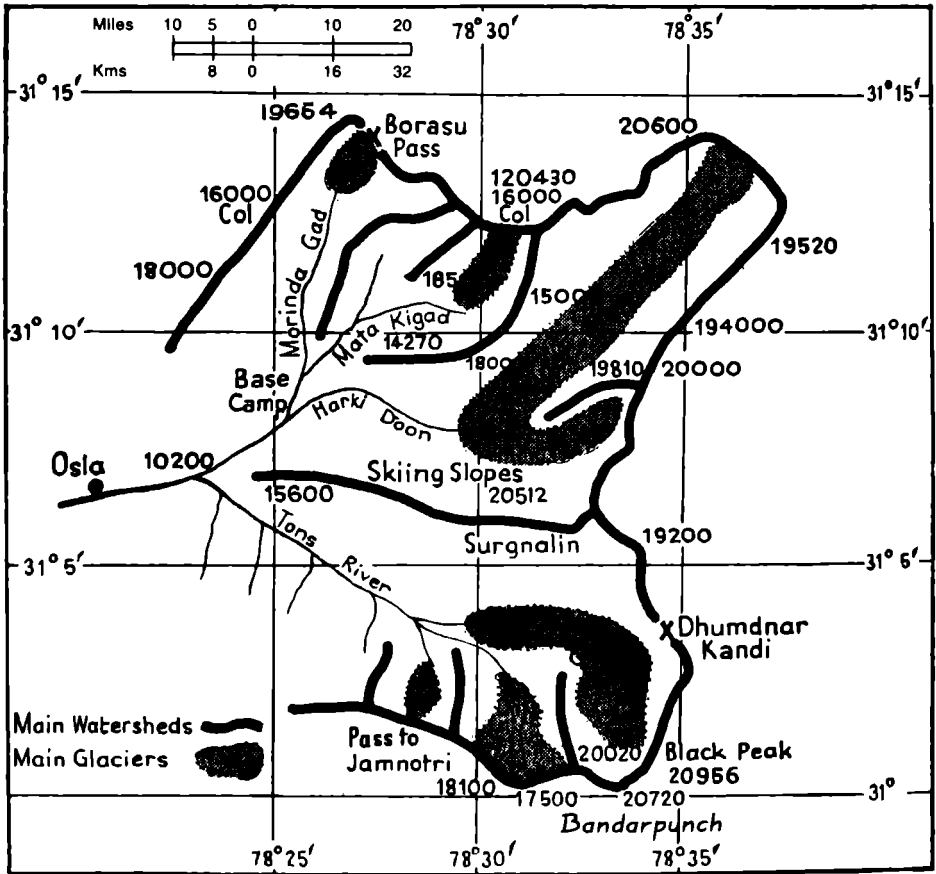 Miles 10 5 0 10 20
Kms 8 0 16 32
78°30′ 78°35′
31°15′ 31°15′
19654
Borasu
Pass
20600
16000
Col
120430
16000
Col
18000
19520
Morinda Gad
1500
31°10′ 31°10′
Mata Kigad
14270
194000
1800
19810
20000
Base
Camp
Harki Doon
Osla
10200
Skiing Slopes
15600
20512
Surgnalin
19200
Tons River
31°5′ 31°5′
Dhumdnar
Kandi
Main Watersheds
Main Glaciers
Pass to
Jamnotri
20020
Black Peak
20956
18100
17500
20720
31°
Bandarpunch
78°25′ 78°30′ 78°35′